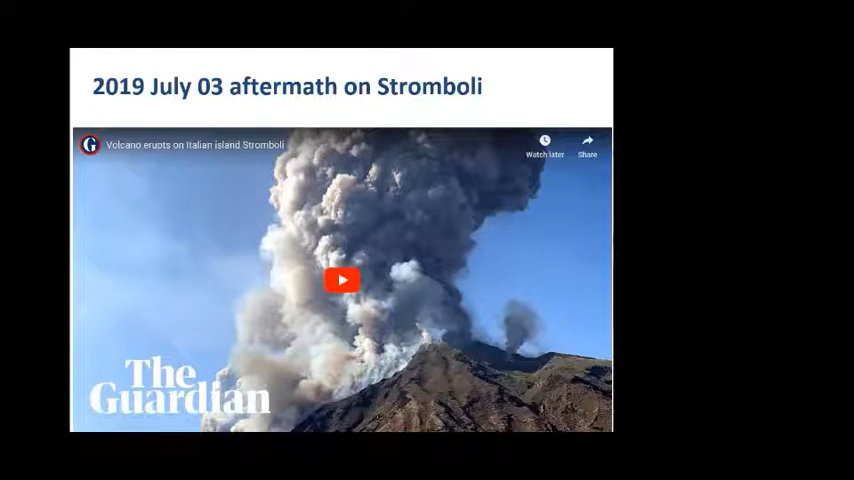 2019 July 03 aftermath on Stromboli
G Volcano erupts on Italian island Stromboli
Watch later
Share
The
Guardian